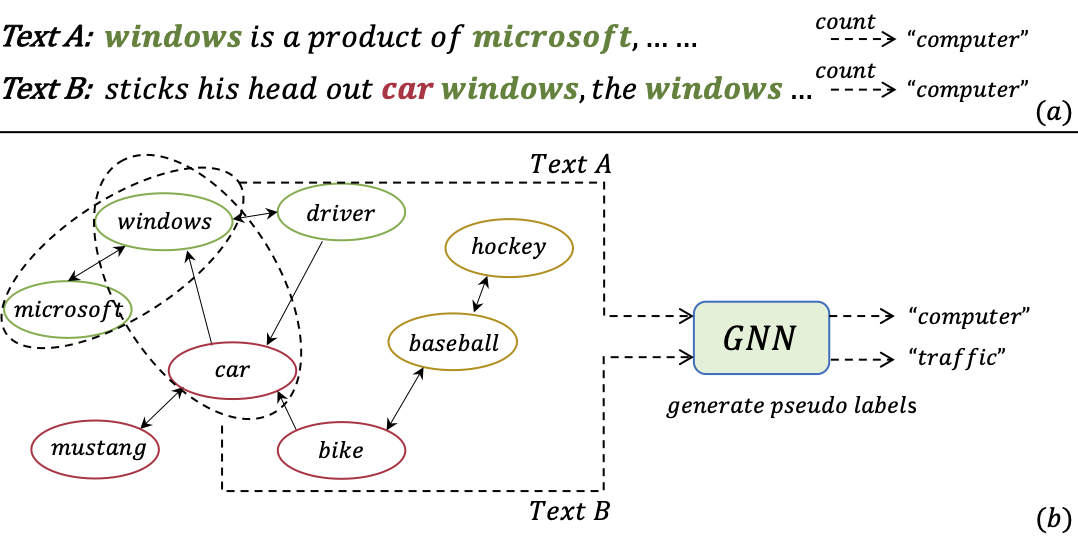 Text A: windows is a product of microsoft, ... ... count "computer"
Text B: sticks his head out car windows, the windows ... count "computer"
(a)
Text A
windows
driver
hockey
microsoft
baseball
GNN
"computer"
"traffic"
car
generate pseudo labels
mustang
bike
Text B
(b)